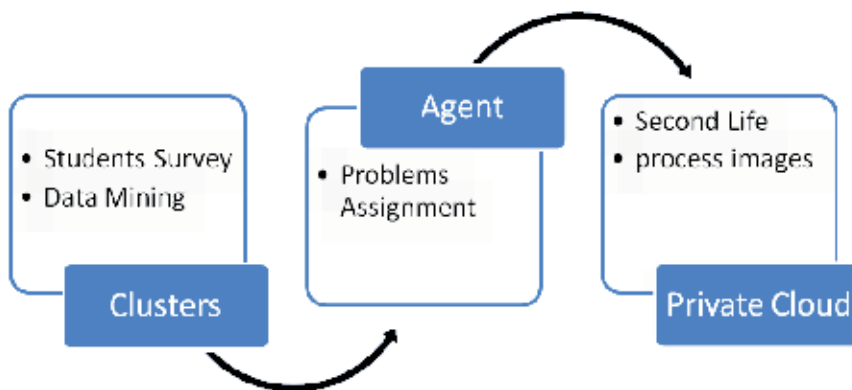 • Students Survey
• Data Mining
Clusters
Agent
• Problems
Assignment
• Second Life
• process images
Private Cloud